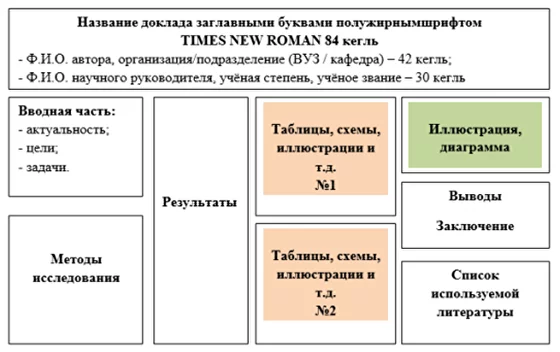 Название доклада заглавными буквами полужирнымшрифтом
TIMES NEW ROMAN 84 кегль
- Ф.И.О. автора, организация/подразделение (ВУЗ / кафедра) – 42 кегль;
- Ф.И.О. научного руководителя, учёная степень, учёное звание – 30 кегль
Вводная часть:
- актуальность;
- цели;
- задачи.
Методы
исследования
Результаты
Таблицы, схемы,
иллюстрации и
т.д.
№1
Таблицы, схемы,
иллюстрации и
т.д.
№2
Иллюстрация,
диаграмма
Выводы
Заключение
Список
используемой
литературы